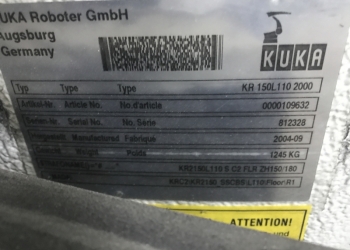 KUKA Roboter GmbH
Augsburg
Germany
KUKA
Typ Type Type KR 150L110 2000
Artikel-Nr. Article No. No.d'article 0000109632
Serien-Nr. Serial No. No. Série 812328
Manufactured Fabrique 2004-09
Weight Poids 1245 KG
ATTENTION!